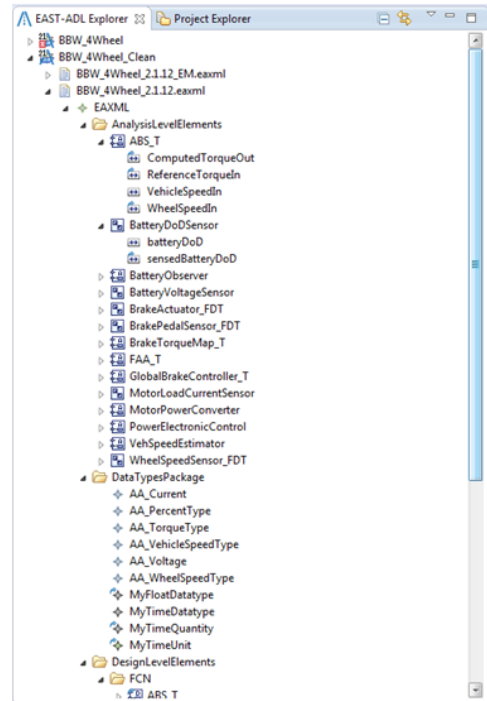 EAST-ADL Explorer Project Explorer
BBW_4Wheel
BBW_4Wheel_Clean
BBW_4Wheel_2.1.12_EM.eaxml
BBW_4Wheel_2.1.12.eaxml
EAXML
AnalysisLevelElements
ABS_T
ComputedTorqueOut
ReferenceTorqueIn
VehicleSpeedIn
WheelSpeedIn
BatteryDoDSensor
batteryDoD
sensedBatteryDoD
BatteryObserver
BatteryVoltageSensor
BrakeActuator_FDT
BrakePedalSensor_FDT
BrakeTorqueMap_T
FAA_T
GlobalBrakeController_T
MotorLoadCurrentSensor
MotorPowerConverter
PowerElectronicControl
VehSpeedEstimator
WheelSpeedSensor_FDT
DataTypesPackage
AA_Current
AA_PercentType
AA_TorqueType
AA_VehicleSpeedType
AA_Voltage
AA_WheelSpeedType
MyFloatDatatype
MyTimeDatatype
MyTimeQuantity
MyTimeUnit
DesignLevelElements
FCN
ABS_T